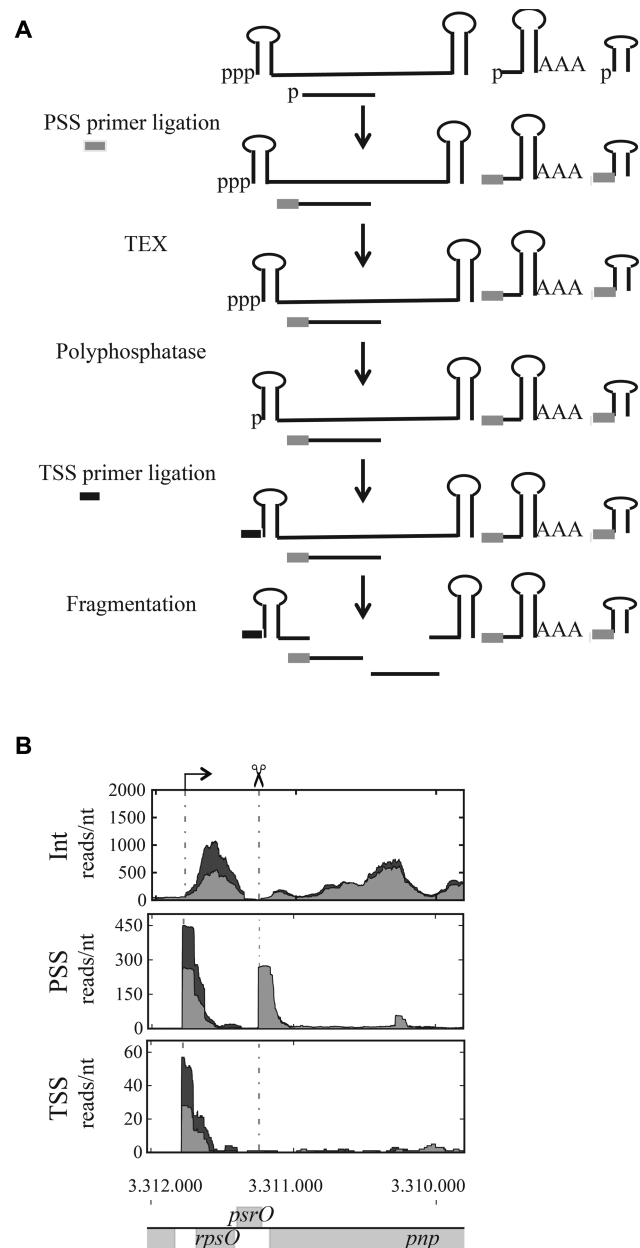 A
ppp
p
p
AAA
p
PSS primer ligation
ppp
AAA
TEX
ppp
AAA
Polyphosphatase
p
AAA
TSS primer ligation
AAA
Fragmentation
AAA
B
Int
reads/nt
2000
1500
1000
500
0
PSS
reads/nt
450
300
150
0
TSS
reads/nt
60
40
20
0
3.312.000 3.311.000 3.310.000
psrO
rpsO pnp